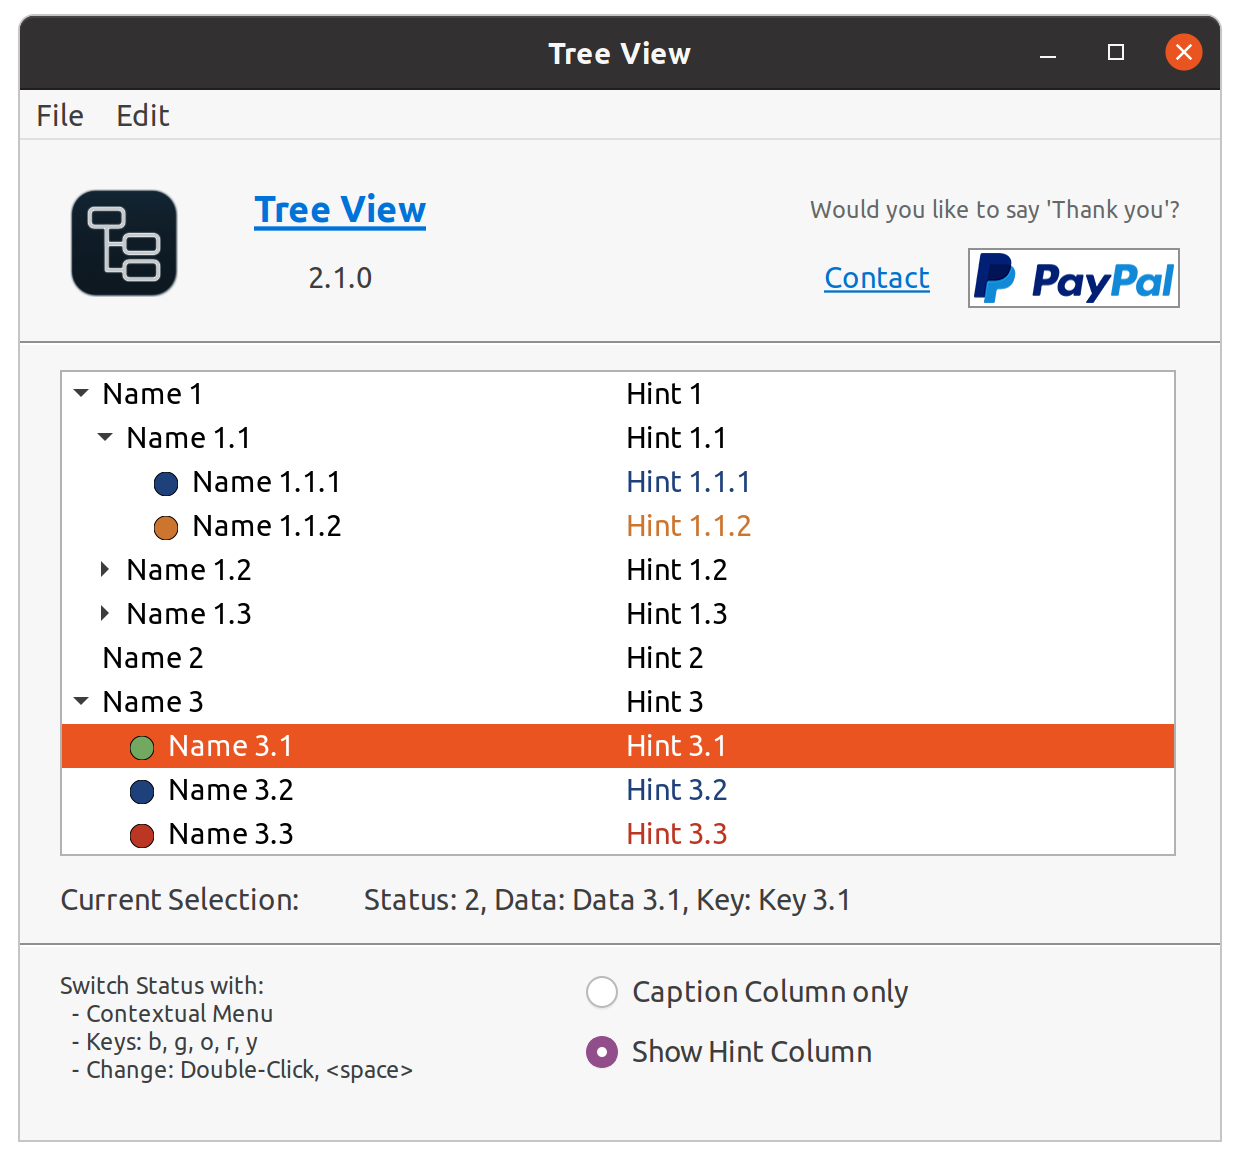 Tree View
File Edit
Tree View
Would you like to say 'Thank you'?
2.1.0
Contact
PayPal
Name 1 Hint 1
Name 1.1 Hint 1.1
Name 1.1.1 Hint 1.1.1
Name 1.1.2 Hint 1.1.2
Name 1.2 Hint 1.2
Name 1.3 Hint 1.3
Name 2 Hint 2
Name 3 Hint 3
Name 3.1 Hint 3.1
Name 3.2 Hint 3.2
Name 3.3 Hint 3.3
Current Selection: Status: 2, Data: Data 3.1, Key: Key 3.1
Switch Status with:
- Contextual Menu
- Keys: b, g, o, r, y
- Change: Double-Click, <space>
Caption Column only
Show Hint Column